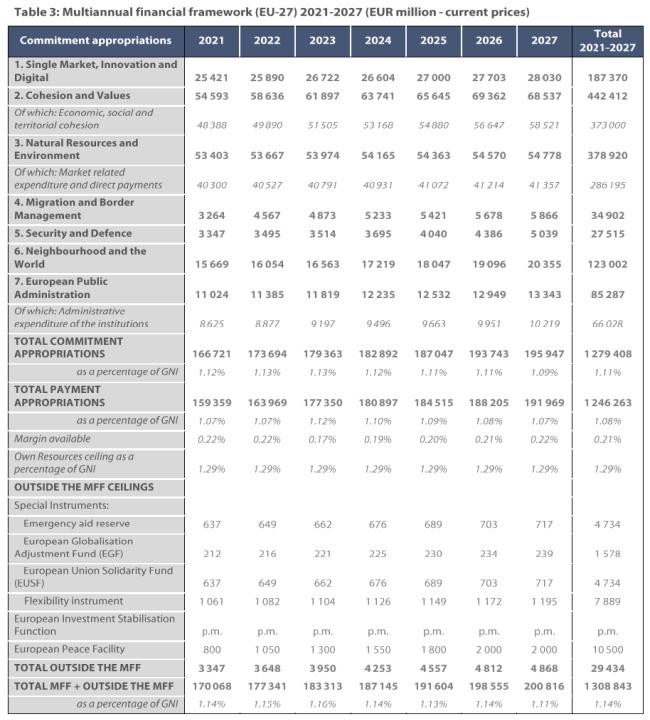 Table 3: Multiannual financial framework (EU-27) 2021-2027 (EUR million - current prices)
Commitment appropriations 2021 2022 2023 2024 2025 2026 2027 Total 2021-2027
1. Single Market, Innovation and
Digital 25 421 25 890 26 722 26 604 27 000 27 703 28 030 187 370
2. Cohesion and Values 54 593 58 636 61 897 63 741 65 645 69 362 68 537 442 412
Of which: Economic, social and
territorial cohesion 48 388 49 890 51 505 53 168 54 880 56 647 58 521 373 000
3. Natural Resources and
Environment 53 403 53 667 53 974 54 165 54 363 54 570 54 778 378 920
Of which: Market related
expenditure and direct payments 40 300 40 527 40 791 40 931 41 072 41 214 41 357 286 195
4. Migration and Border
Management 3 264 4 567 4 873 5 233 5 421 5 678 5 866 34 902
5. Security and Defence 3 347 3 495 3 514 3 695 4 040 4 386 5 039 27 515
6. Neighbourhood and the
World 15 669 16 054 16 563 17 219 18 047 19 096 20 355 123 002
7. European Public
Administration 11 024 11 385 11 819 12 235 12 532 12 949 13 343 85 287
Of which: Administrative
expenditure of the institutions 8 625 8 877 9 197 9 496 9 663 9 951 10 219 66 028
TOTAL COMMITMENT
APPROPRIATIONS 166 721 173 694 179 363 182 892 187 047 193 743 195 947 1 279 408
as a percentage of GNI 1.12% 1.13% 1.13% 1.12% 1.11% 1.11% 1.09% 1.11%
TOTAL PAYMENT
APPROPRIATIONS 159 359 163 969 177 350 180 897 184 515 188 205 191 969 1 246 263
as a percentage of GNI 1.07% 1.07% 1.12% 1.10% 1.09% 1.08% 1.07% 1.08%
Margin available 0.22% 0.22% 0.17% 0.19% 0.20% 0.21% 0.22% 0.21%
Own Resources ceiling as a
percentage of GNI 1.29% 1.29% 1.29% 1.29% 1.29% 1.29% 1.29% 1.29%
OUTSIDE THE MFF CEILINGS
Special Instruments:
Emergency aid reserve 637 649 662 676 689 703 717 4 734
European Globalisation
Adjustment Fund (EGF) 212 216 221 225 230 234 239 1 578
European Union Solidarity Fund
(EUSF) 637 649 662 676 689 703 717 4 734
Flexibility instrument 1 061 1 082 1 104 1 126 1 149 1 172 1 195 7 889
European Investment Stabilisation
Function p.m. p.m. p.m. p.m. p.m. p.m. p.m. p.m.
European Peace Facility 800 1 050 1 300 1 550 1 800 2 000 2 000 10 500
TOTAL OUTSIDE THE MFF 3 347 3 648 3 950 4 253 4 557 4 812 4 868 29 434
TOTAL MFF + OUTSIDE THE MFF 170 068 177 341 183 313 187 145 191 604 198 555 200 816 1 308 843
as a percentage of GNI 1.14% 1.15% 1.16% 1.14% 1.13% 1.14% 1.11% 1.14%